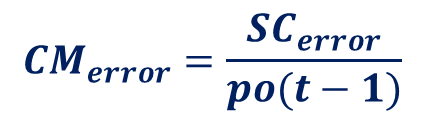 CM_error = SC_error / po(t − 1)